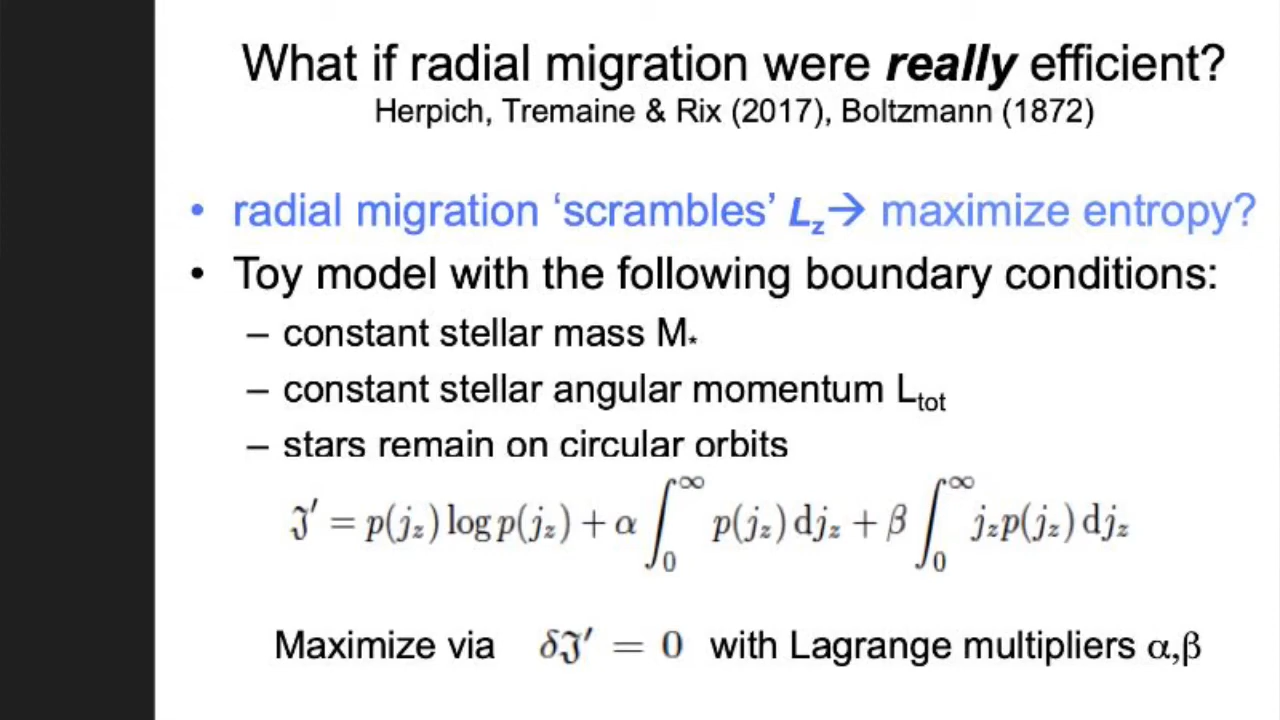 What if radial migration were really efficient?
Herpich, Tremaine & Rix (2017), Boltzmann (1872)
• radial migration ‘scrambles’ Lz→ maximize entropy?
• Toy model with the following boundary conditions:
– constant stellar mass M*
– constant stellar angular momentum Ltot
– stars remain on circular orbits
ℑ′ = p(jz) log p(jz) + α ∫₀^∞ p(jz) djz + β ∫₀^∞ jzp(jz) djz
Maximize via δℑ′ = 0 with Lagrange multipliers α,β